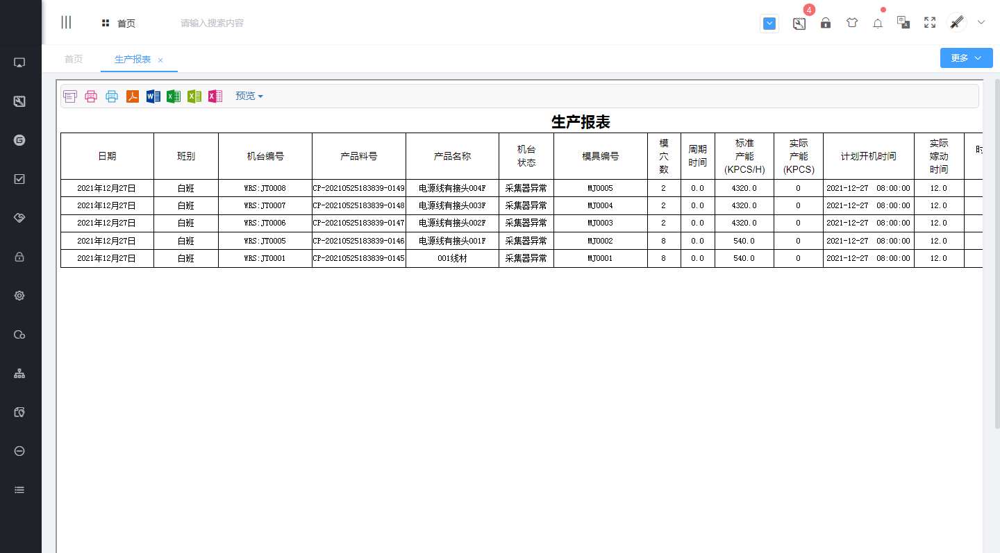 首页
请输入搜索内容
4
首页
生产报表
更多
预览
生产报表
日期 班别 机台编号 产品料号 产品名称 机台状态 模具编号 模穴数 周期时间 标准产能(KPCS/H) 实际产能(KPCS) 计划开机时间 实际嫁动时间
2021年12月27日 白班 WRS:JT0008 CP-20210525183839-0149 电源线有接头004F 采集器异常 MJ0005 2 0.0 4320.0 0 2021-12-27 08:00:00 12.0
2021年12月27日 白班 WRS:JT0007 CP-20210525183839-0148 电源线有接头003F 采集器异常 MJ0004 2 0.0 4320.0 0 2021-12-27 08:00:00 12.0
2021年12月27日 白班 WRS:JT0006 CP-20210525183839-0147 电源线有接头002F 采集器异常 MJ0003 2 0.0 4320.0 0 2021-12-27 08:00:00 12.0
2021年12月27日 白班 WRS:JT0005 CP-20210525183839-0146 电源线有接头001F 采集器异常 MJ0002 8 0.0 540.0 0 2021-12-27 08:00:00 12.0
2021年12月27日 白班 WRS:JT0001 CP-20210525183839-0145 001线材 采集器异常 MJ0001 8 0.0 540.0 0 2021-12-27 08:00:00 12.0